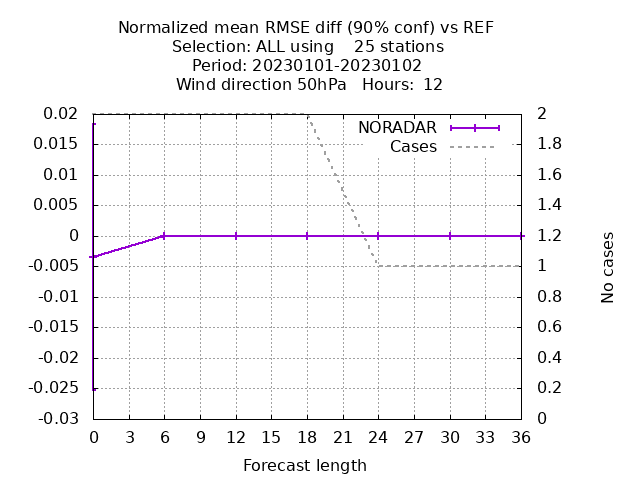 Normalized mean RMSE diff (90% conf) vs REF
Selection: ALL using    25 stations
Period: 20230101-20230102
Wind direction 50hPa   Hours:  12
NORADAR
Cases
0.02
0.015
0.01
0.005
0
-0.005
-0.01
-0.015
-0.02
-0.025
-0.03
2
1.8
1.6
1.4
1.2
1
0.8
0.6
0.4
0.2
0
No cases
0 3 6 9 12 15 18 21 24 27 30 33 36
Forecast length